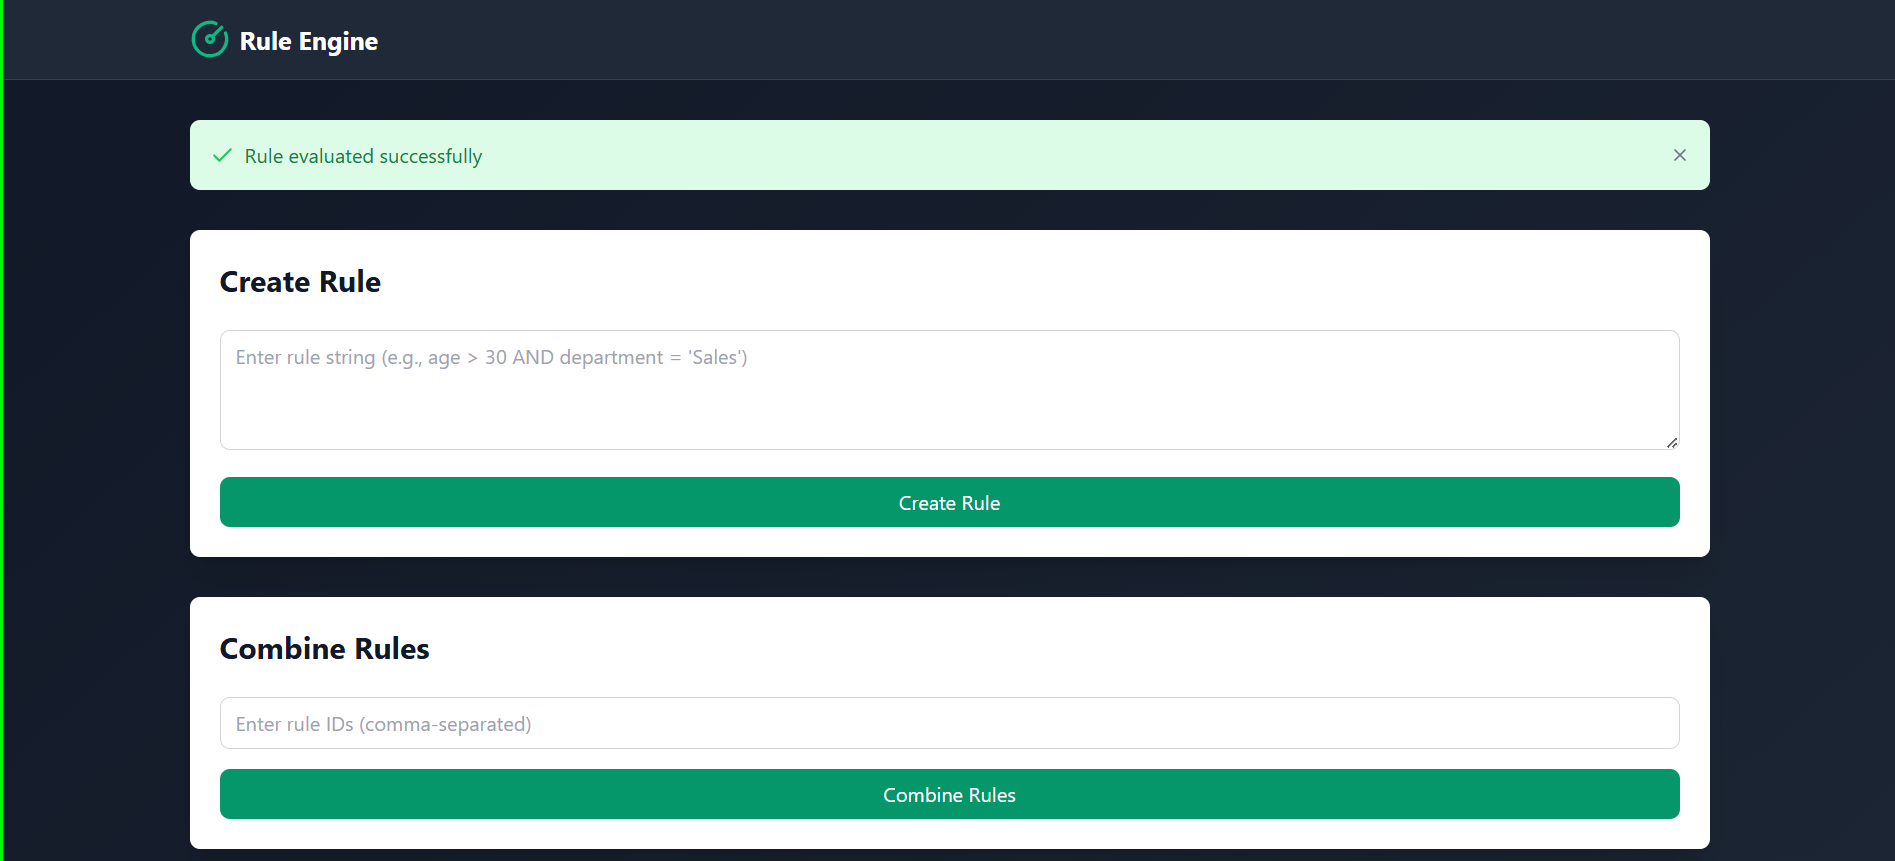 Rule Engine
Rule evaluated successfully
Create Rule
Enter rule string (e.g., age > 30 AND department = 'Sales')
Create Rule
Combine Rules
Enter rule IDs (comma-separated)
Combine Rules